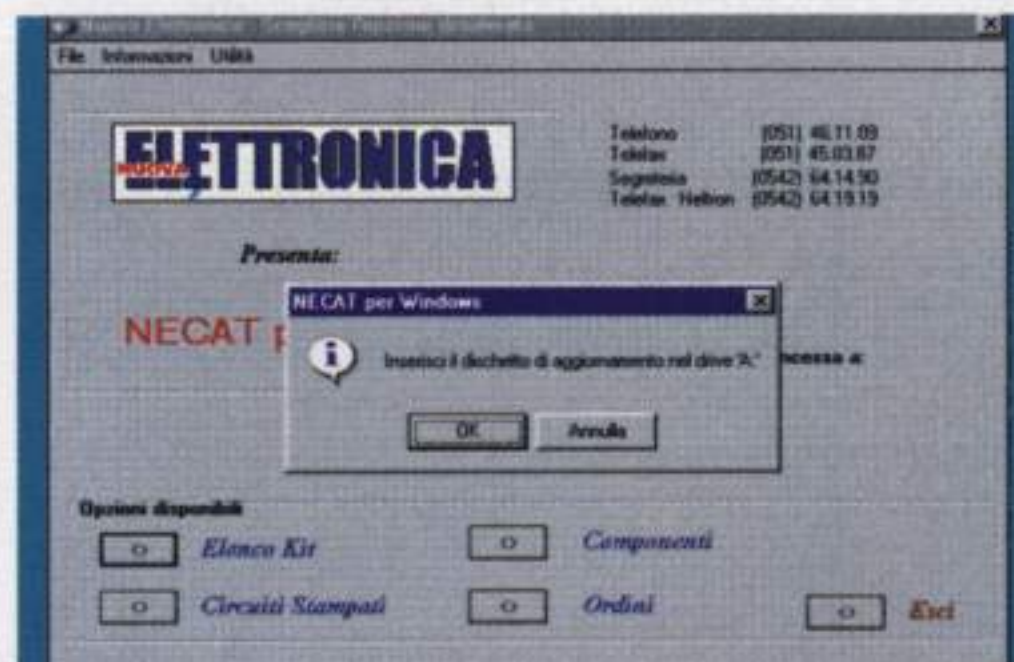 File Informazioni Utilità
NUOVA ELETTRONICA
Telefono (051) 46.11.09
Telefax (051) 45.03.87
Segreteria (0542) 64.14.90
Telefax Heltron (0542) 64.19.19
Presenta:
NECAT per Windows
NECAT p
Inserisci il dischetto di aggiornamento nel drive "A:"
ncesso a:
OK Annulla
Opzioni disponibili
<> Elenco Kit <> Componenti
<> Circuiti Stampati <> Ordini <> Esci